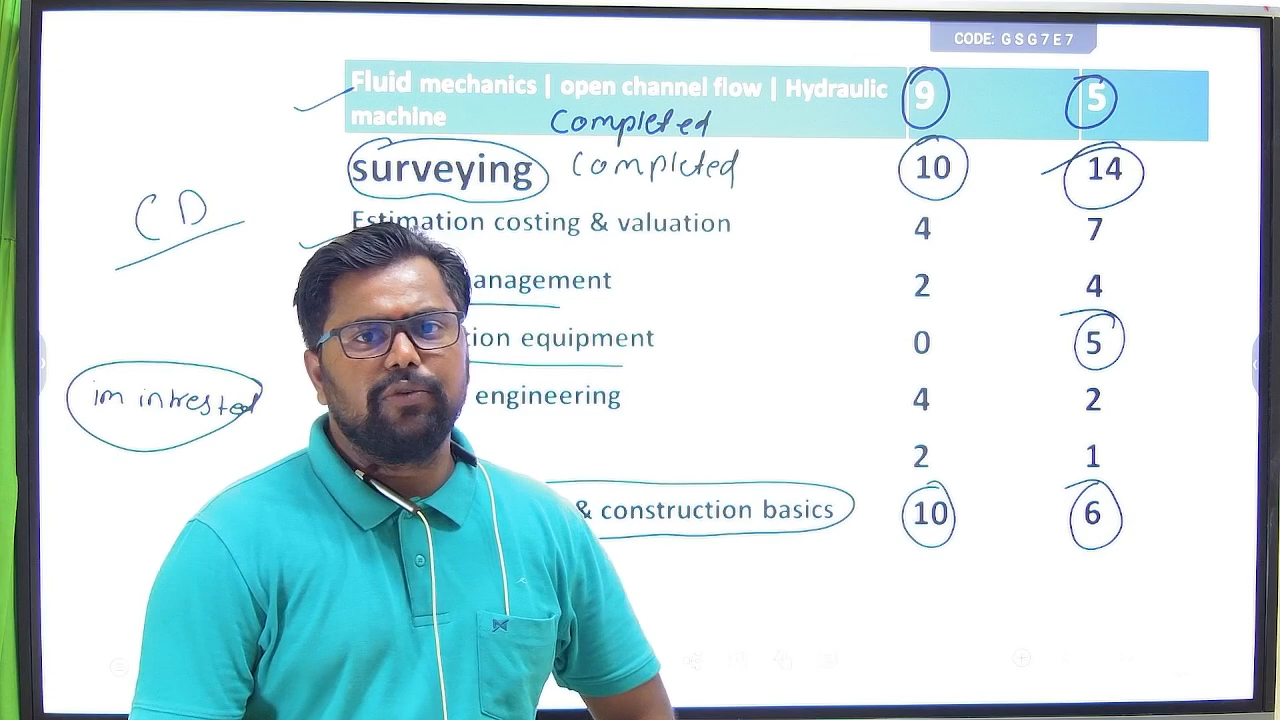 CODE: G S G 7 E 7
Fluid mechanics | open channel flow | Hydraulic 9 5
machine completed
surveying completed 10 14
CD
Estimation costing & valuation 4 7
anagement 2 4
tion equipment 0 5
im intrested
engineering 4 2
2 1
& construction basics 10 6